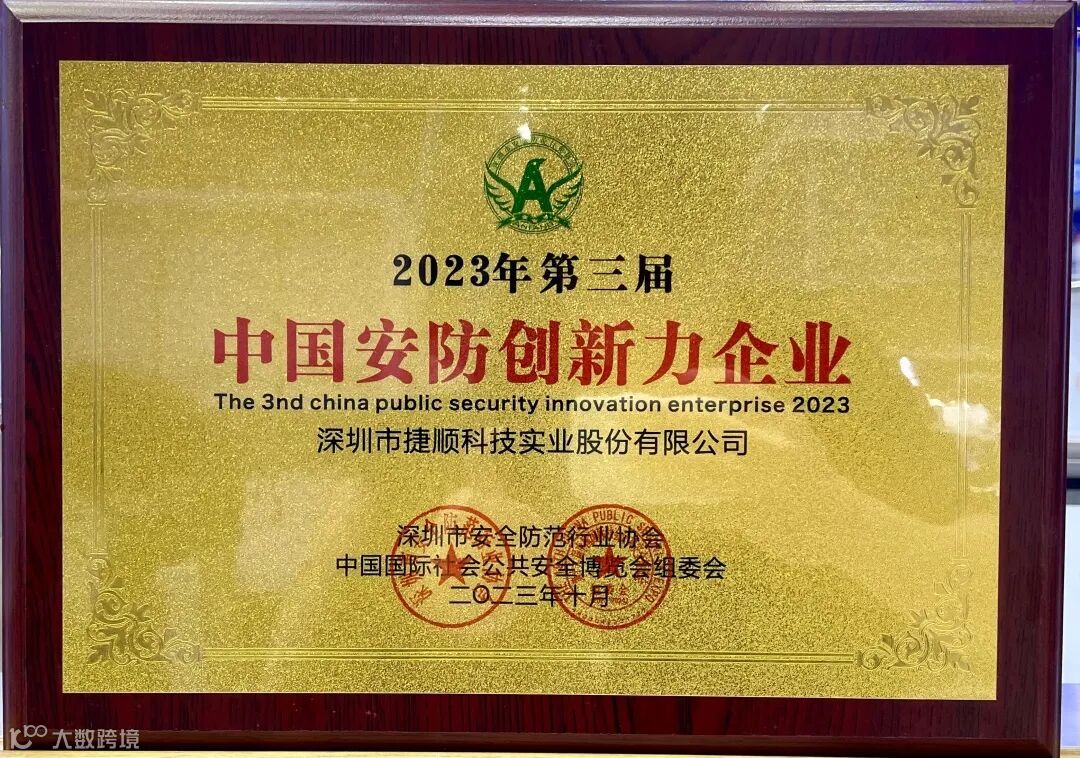 A
2023年第三届
中国安防创新力企业
The 3nd china public security innovation enterprise 2023
深圳市捷顺科技实业股份有限公司
深圳市安全防范行业协会
中国国际社会公共安全博览会组委会
二〇二三年十月
大数跨境